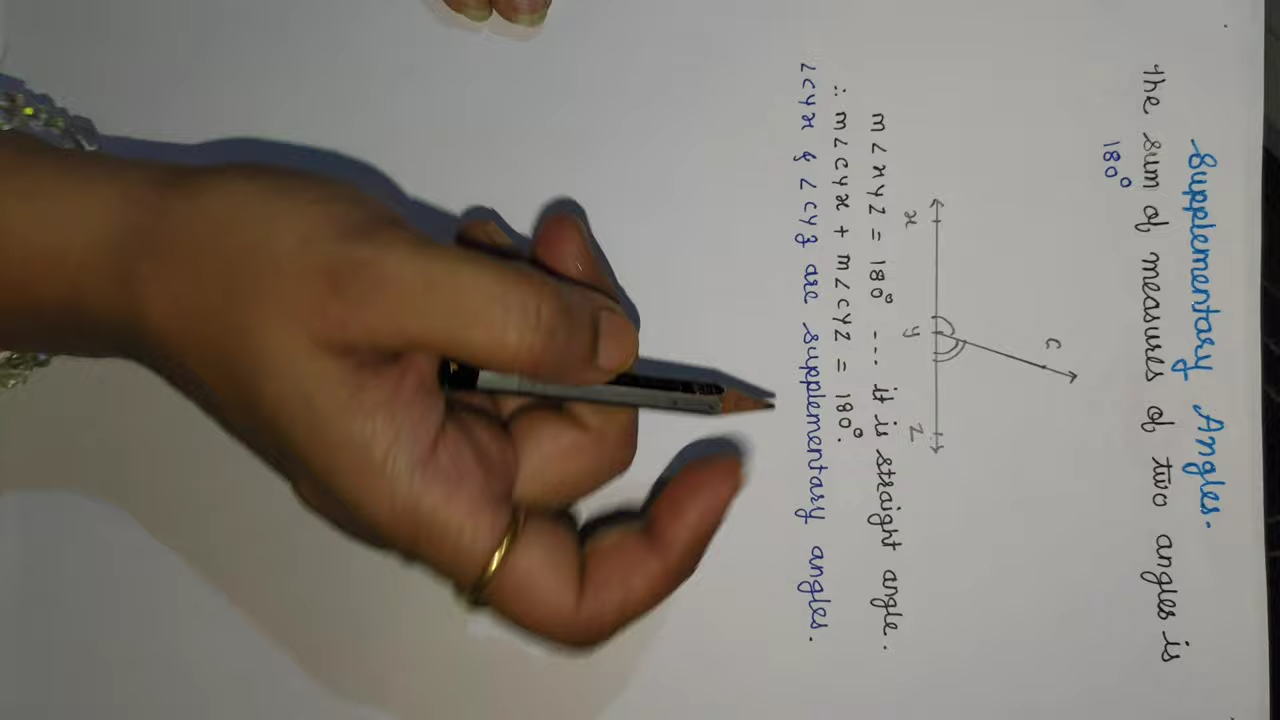 Supplementary Angles.
The sum of measures of two angles is
180°
C
x y Z
m∠xyz = 180° --- it is straight angle.
∴ m∠cyx + m∠cyz = 180°.
∠cyx & ∠cyz are supplementary angles.